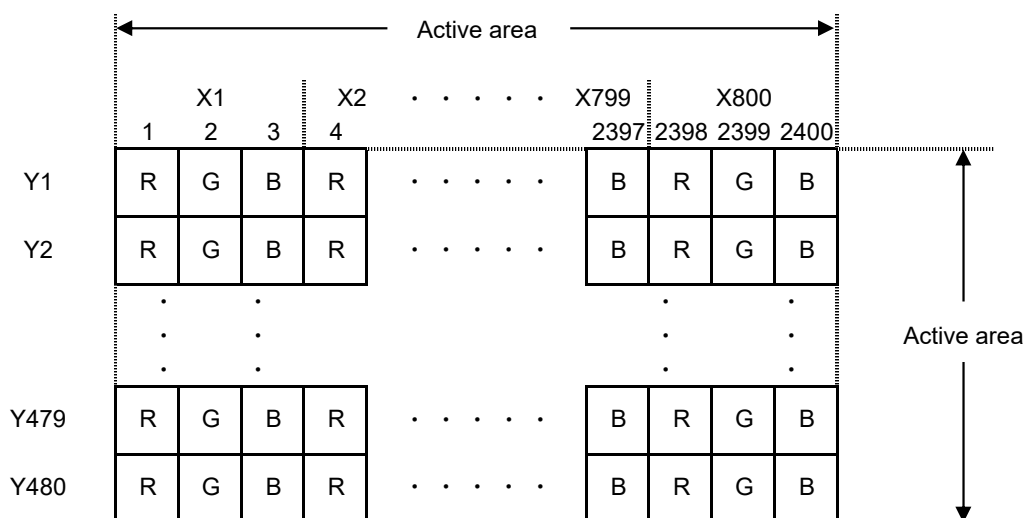 Active area
X1 X2 · · · · · X799 X800
1 2 3 4 2397 2398 2399 2400
Y1 R G B R · · · · · B R G B
Y2 R G B R · · · · · B R G B
· · · ·
· · · ·
Active area
· · · ·
Y479 R G B R · · · · · B R G B
Y480 R G B R · · · · · B R G B